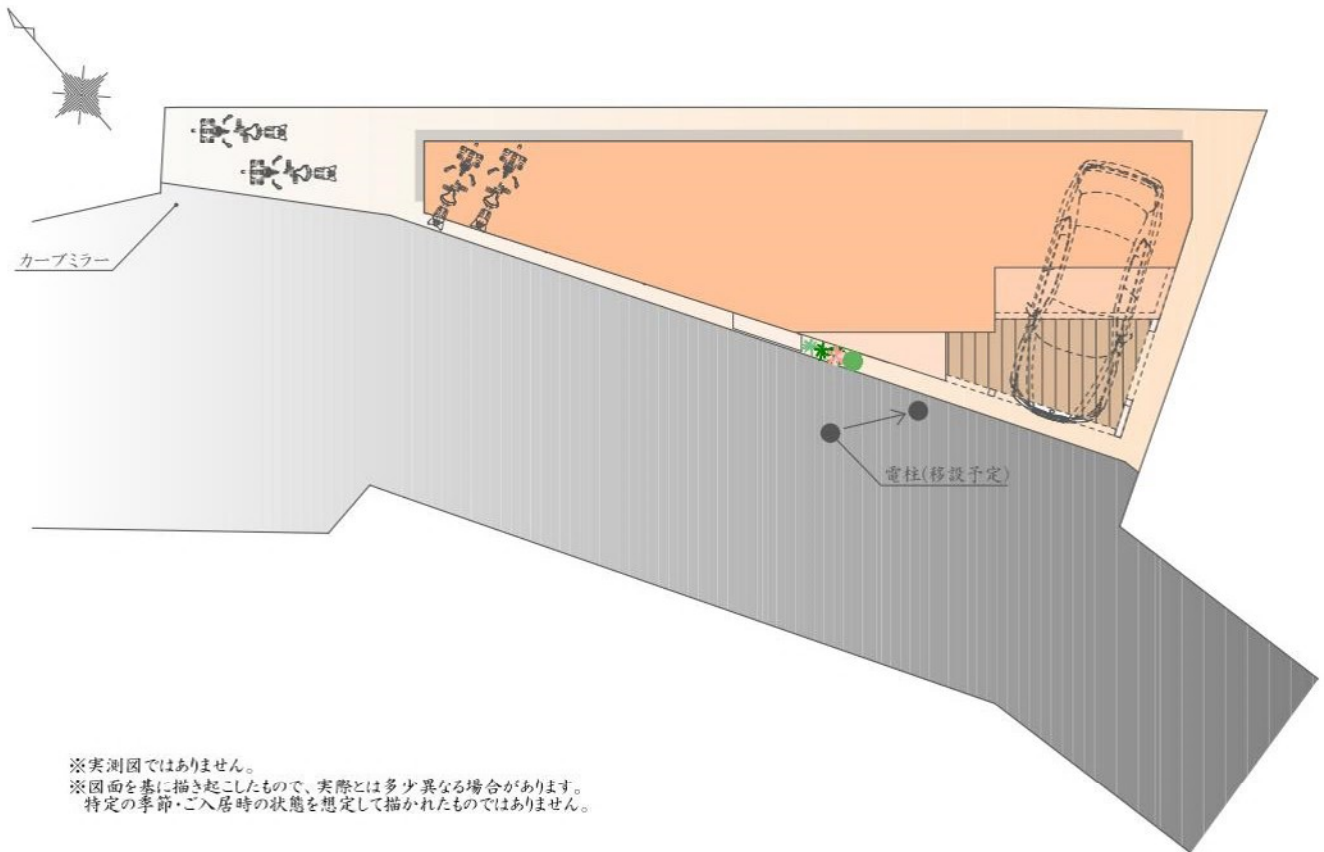 カーブミラー
電柱(移設予定)
※実測図ではありません。
※図面を基に描き起こしたもので、実際とは多少異なる場合があります。
特定の季節・ご入居時の状態を想定して描かれたものではありません。